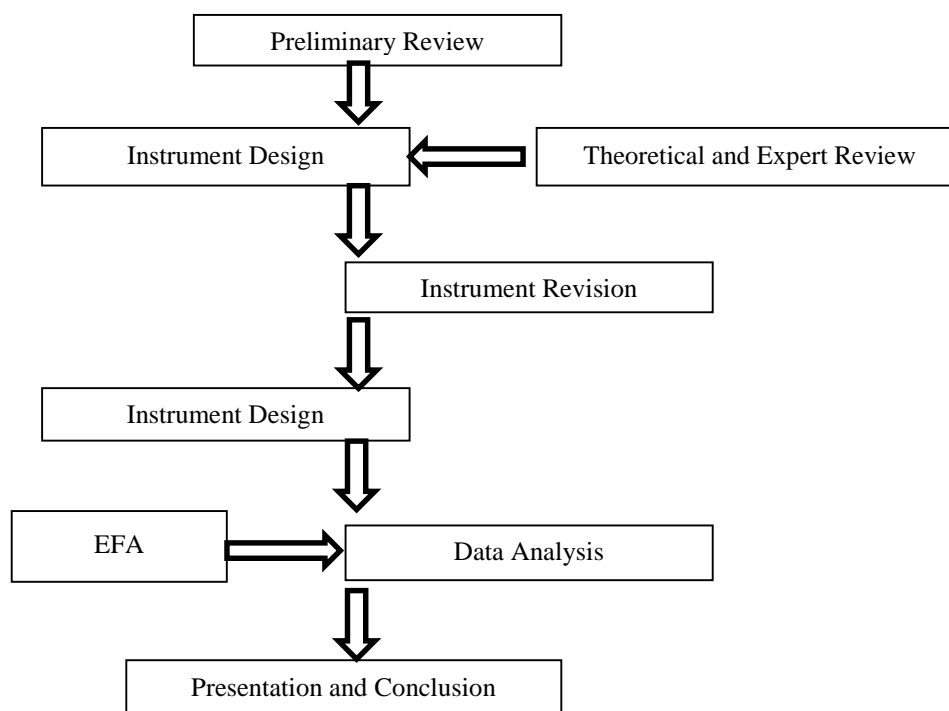 Preliminary Review
Instrument Design
Theoretical and Expert Review
Instrument Revision
Instrument Design
EFA
Data Analysis
Presentation and Conclusion